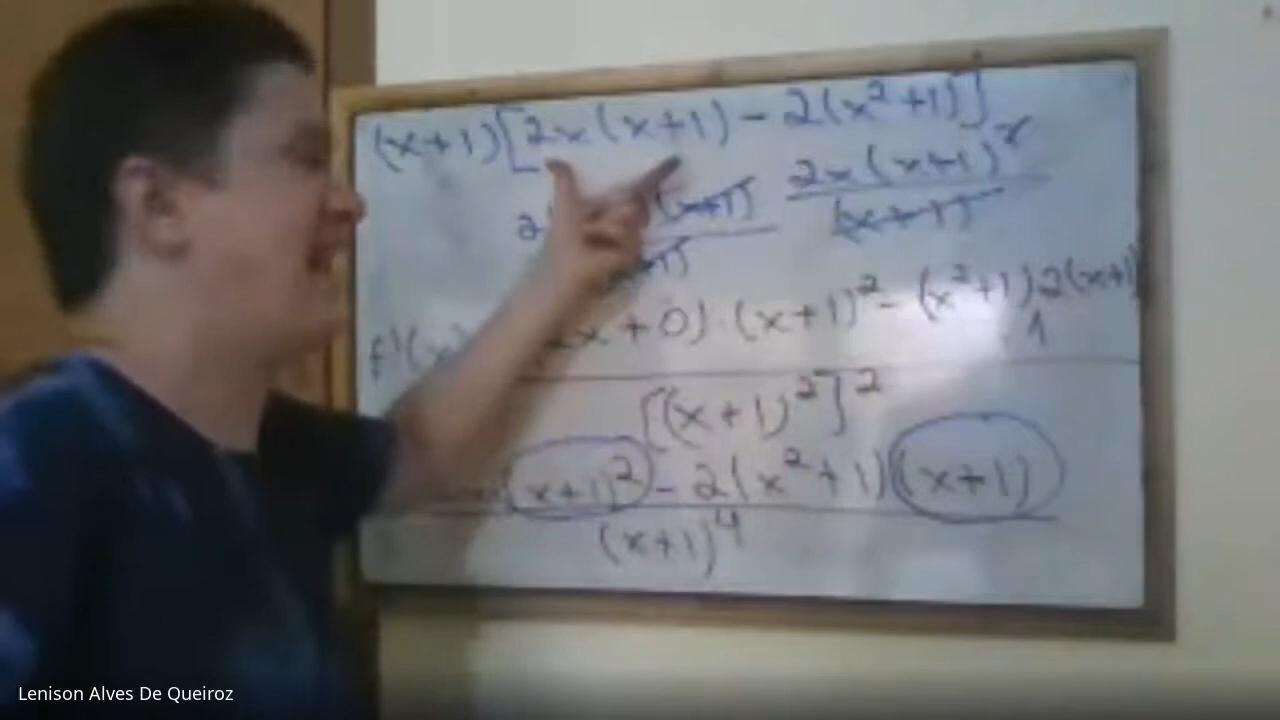 (x+1)[2x(x+1) - 2(x²+1)]
2x(x+1)²
(x+1)
(x+1)
2x+0) · (x+1)² - (x²+1) 2(x+1)
1
[(x+1)²]²
(x+1)² - 2(x²+1)(x+1)
(x+1)⁴
Lenison Alves De Queiroz